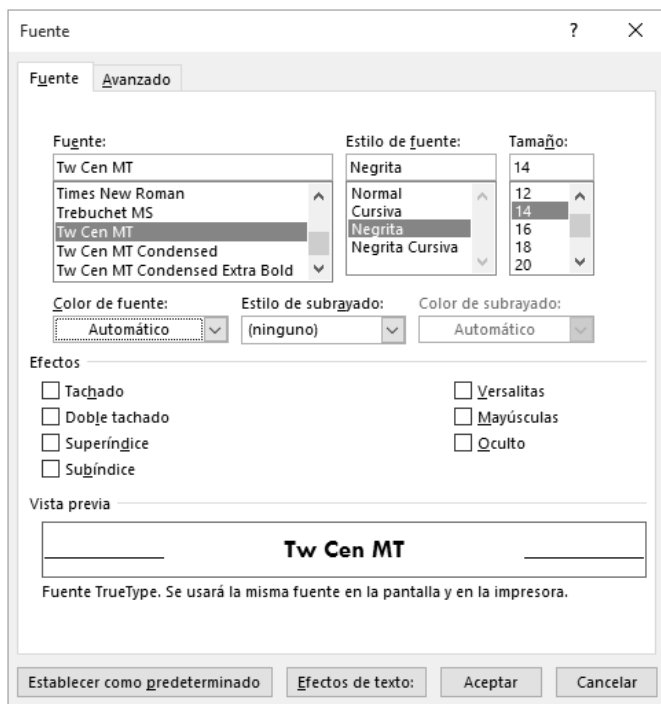 Fuente ? ×
Fuente Avanzado
Fuente: Estilo de fuente: Tamaño:
Tw Cen MT Negrita 14
Times New Roman Normal 12
Trebuchet MS Cursiva 14
Tw Cen MT Negrita 16
Tw Cen MT Condensed Negrita Cursiva 18
Tw Cen MT Condensed Extra Bold 20
Color de fuente: Estilo de subrayado: Color de subrayado:
Automático (ninguno) Automático
Efectos
Tachado Versalitas
Doble tachado Mayúsculas
Superíndice Oculto
Subíndice
Vista previa
Tw Cen MT
Fuente TrueType. Se usará la misma fuente en la pantalla y en la impresora.
Establecer como predeterminado Efectos de texto: Aceptar Cancelar